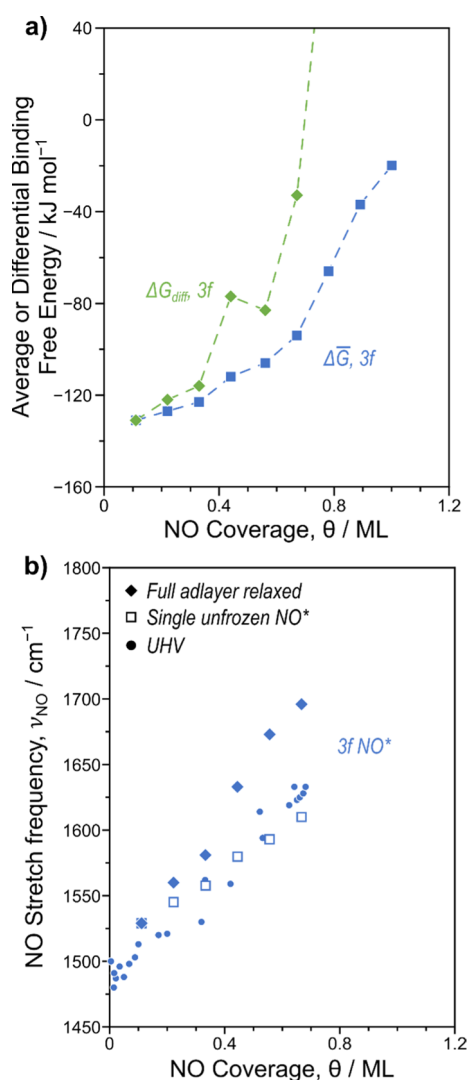 a)
Average or Differential Binding
Free Energy / kJ mol⁻¹
40
0
−40
−80
−120
−160
0 0.4 0.8 1.2
ΔG_diff, 3f
ΔG̅, 3f
NO Coverage, θ / ML
b)
NO Stretch frequency, ν_NO / cm⁻¹
1800
1750
1700
1650
1600
1550
1500
1450
0 0.4 0.8 1.2
Full adlayer relaxed
Single unfrozen NO*
UHV
3f NO*
NO Coverage, θ / ML